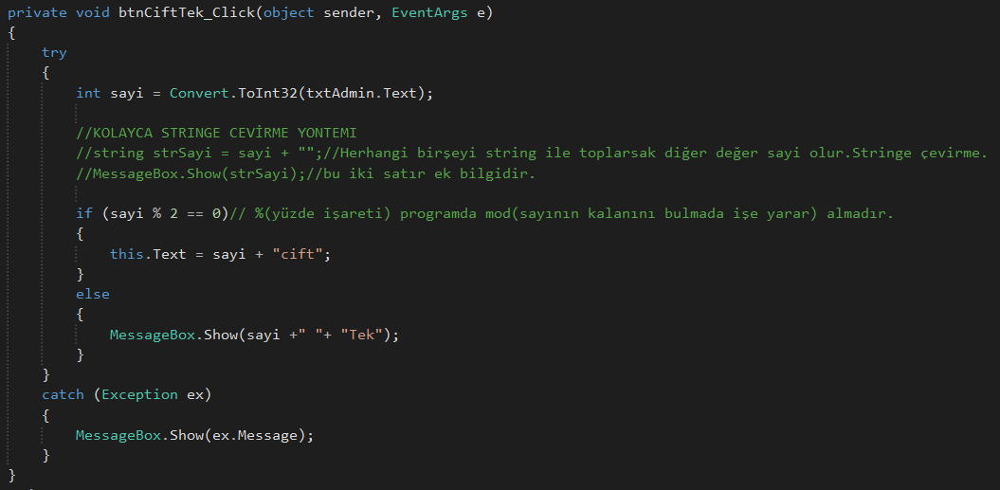 private void btnCiftTek_Click(object sender, EventArgs e)
{
    try
    {
        int sayi = Convert.ToInt32(txtAdmin.Text);

        //KOLAYCA STRINGE CEVİRME YONTEMI
        //string strSayi = sayi + "";//Herhangi birşeyi string ile toplarsak diğer değer sayi olur.Stringe çevirme.
        //MessageBox.Show(strSayi);//bu iki satır ek bilgidir.

        if (sayi % 2 == 0)// %(yüzde işareti) programda mod(sayının kalanını bulmada işe yarar) almadır.
        {
            this.Text = sayi + "cift";
        }
        else
        {
            MessageBox.Show(sayi +" "+ "Tek");
        }
    }
    catch (Exception ex)
    {
        MessageBox.Show(ex.Message);
    }
}